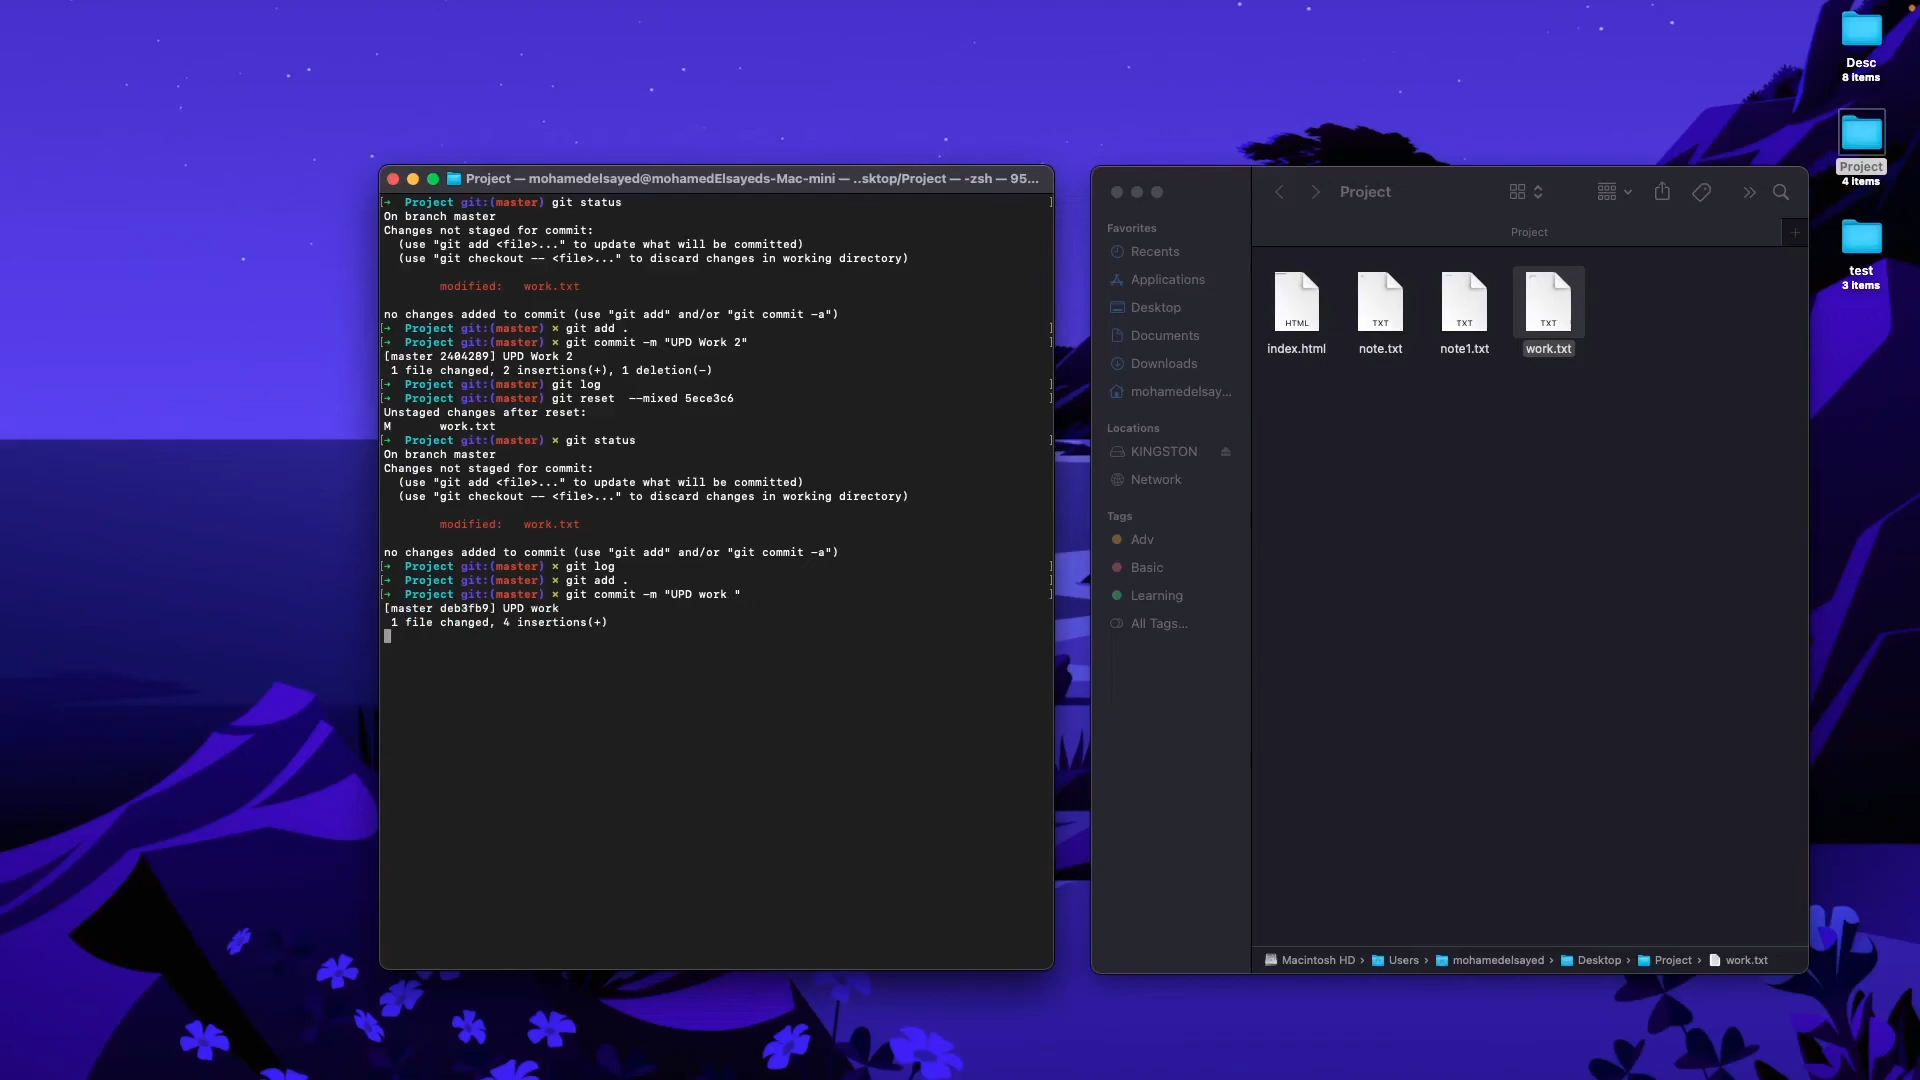 Project — mohamedelsayed@mohamedElsayeds-Mac-mini — ..sktop/Project — -zsh — 95...
[→  Project git:(master) git status ]
On branch master
Changes not staged for commit:
  (use "git add <file>..." to update what will be committed)
  (use "git checkout -- <file>..." to discard changes in working directory)
        modified:   work.txt
no changes added to commit (use "git add" and/or "git commit -a")
[→  Project git:(master) × git add . ]
[→  Project git:(master) × git commit -m "UPD Work 2" ]
[master 2404289] UPD Work 2
 1 file changed, 2 insertions(+), 1 deletion(-)
[→  Project git:(master) git log ]
[→  Project git:(master) git reset  --mixed 5ece3c6 ]
Unstaged changes after reset:
M       work.txt
[→  Project git:(master) × git status ]
On branch master
Changes not staged for commit:
  (use "git add <file>..." to update what will be committed)
  (use "git checkout -- <file>..." to discard changes in working directory)
        modified:   work.txt
no changes added to commit (use "git add" and/or "git commit -a")
[→  Project git:(master) × git log ]
[→  Project git:(master) × git add . ]
[→  Project git:(master) × git commit -m "UPD work " ]
[master deb3fb9] UPD work
 1 file changed, 4 insertions(+)
Project
Project
Favorites
Recents
Applications
Desktop
Documents
Downloads
mohamedelsay...
Locations
KINGSTON
Network
Tags
Adv
Basic
Learning
All Tags...
HTML
index.html
TXT
note.txt
TXT
note1.txt
TXT
work.txt
Macintosh HD › Users › mohamedelsayed › Desktop › Project › work.txt
Desc
8 items
Project
4 items
test
3 items